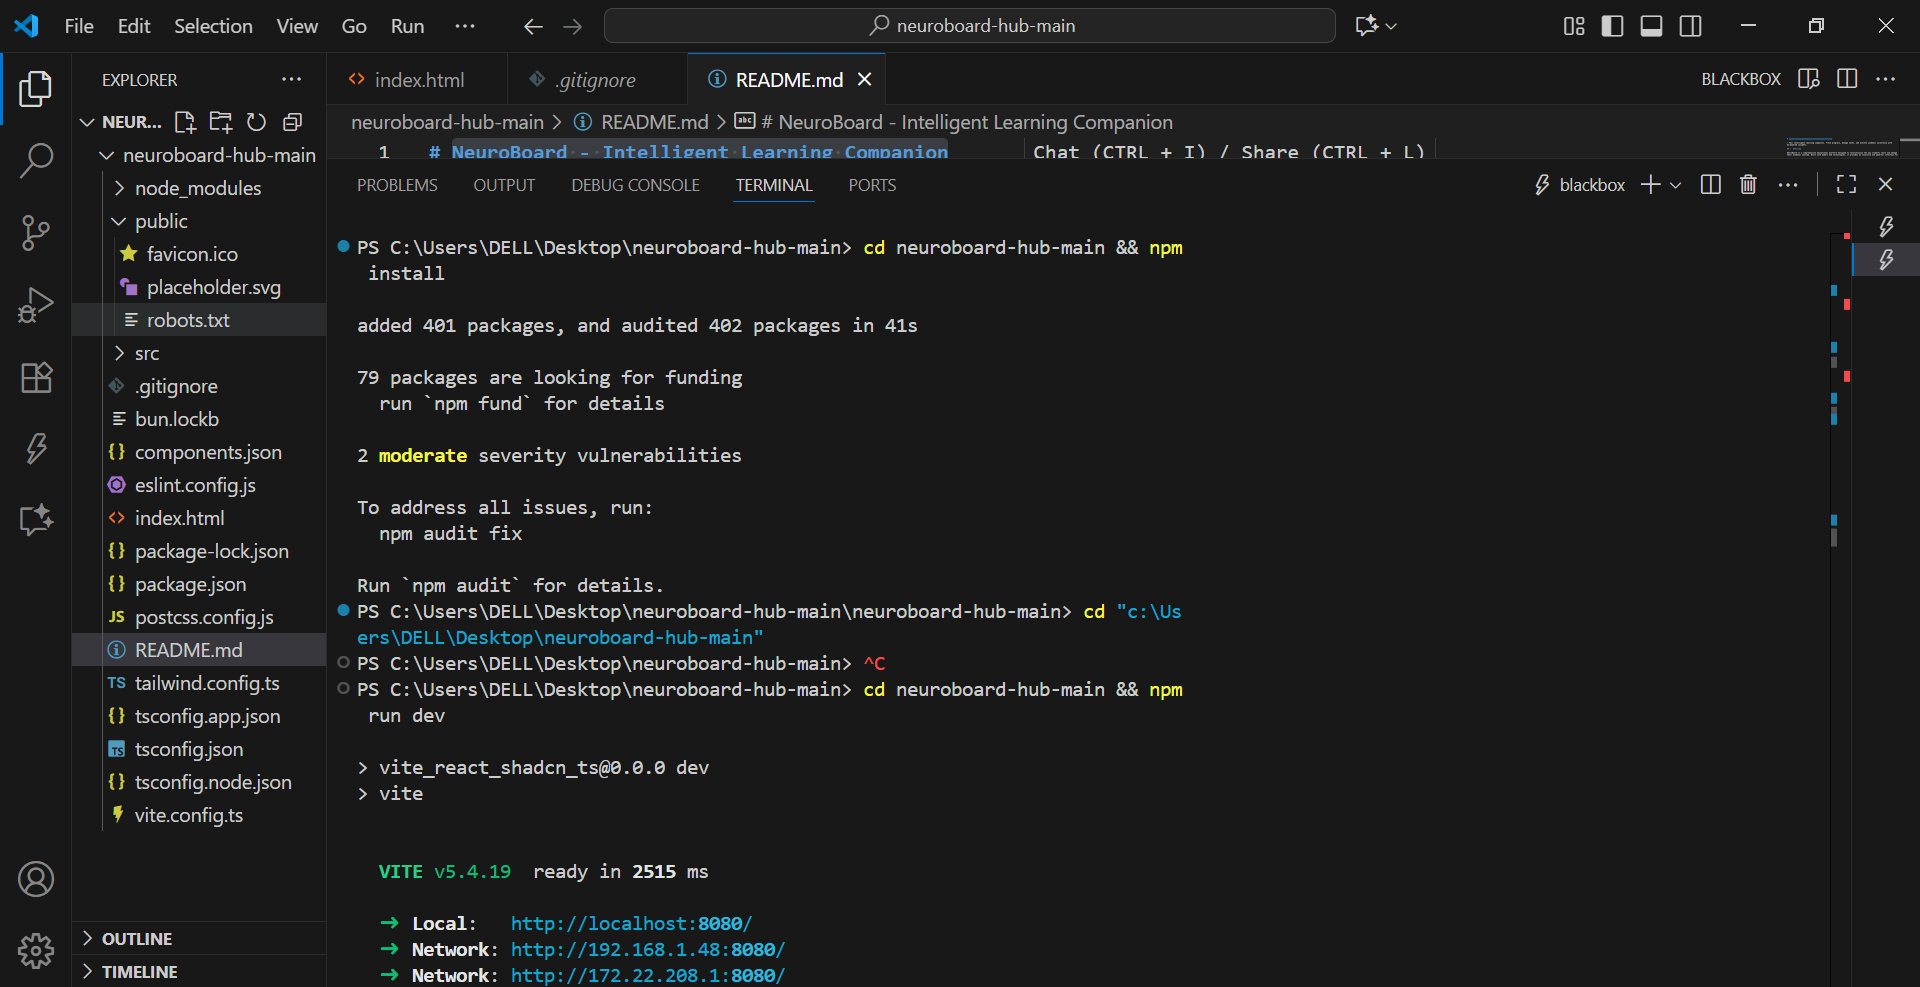 File Edit Selection View Go Run ··· neuroboard-hub-main
EXPLORER ···
NEUR...
neuroboard-hub-main
node_modules
public
favicon.ico
placeholder.svg
robots.txt
src
.gitignore
bun.lockb
components.json
eslint.config.js
index.html
package-lock.json
package.json
postcss.config.js
README.md
tailwind.config.ts
tsconfig.app.json
tsconfig.json
tsconfig.node.json
vite.config.ts
OUTLINE
TIMELINE
index.html .gitignore README.md BLACKBOX ···
neuroboard-hub-main > README.md > # NeuroBoard - Intelligent Learning Companion
1 # NeuroBoard - Intelligent Learning Companion Chat (CTRL + I) / Share (CTRL + L)
PROBLEMS OUTPUT DEBUG CONSOLE TERMINAL PORTS blackbox ···
PS C:\Users\DELL\Desktop\neuroboard-hub-main> cd neuroboard-hub-main && npm
install
added 401 packages, and audited 402 packages in 41s
79 packages are looking for funding
run `npm fund` for details
2 moderate severity vulnerabilities
To address all issues, run:
npm audit fix
Run `npm audit` for details.
PS C:\Users\DELL\Desktop\neuroboard-hub-main\neuroboard-hub-main> cd "c:\Us
ers\DELL\Desktop\neuroboard-hub-main"
PS C:\Users\DELL\Desktop\neuroboard-hub-main> ^C
PS C:\Users\DELL\Desktop\neuroboard-hub-main> cd neuroboard-hub-main && npm
run dev
> vite_react_shadcn_ts@0.0.0 dev
> vite
VITE v5.4.19 ready in 2515 ms
➜ Local: http://localhost:8080/
➜ Network: http://192.168.1.48:8080/
➜ Network: http://172.22.208.1:8080/